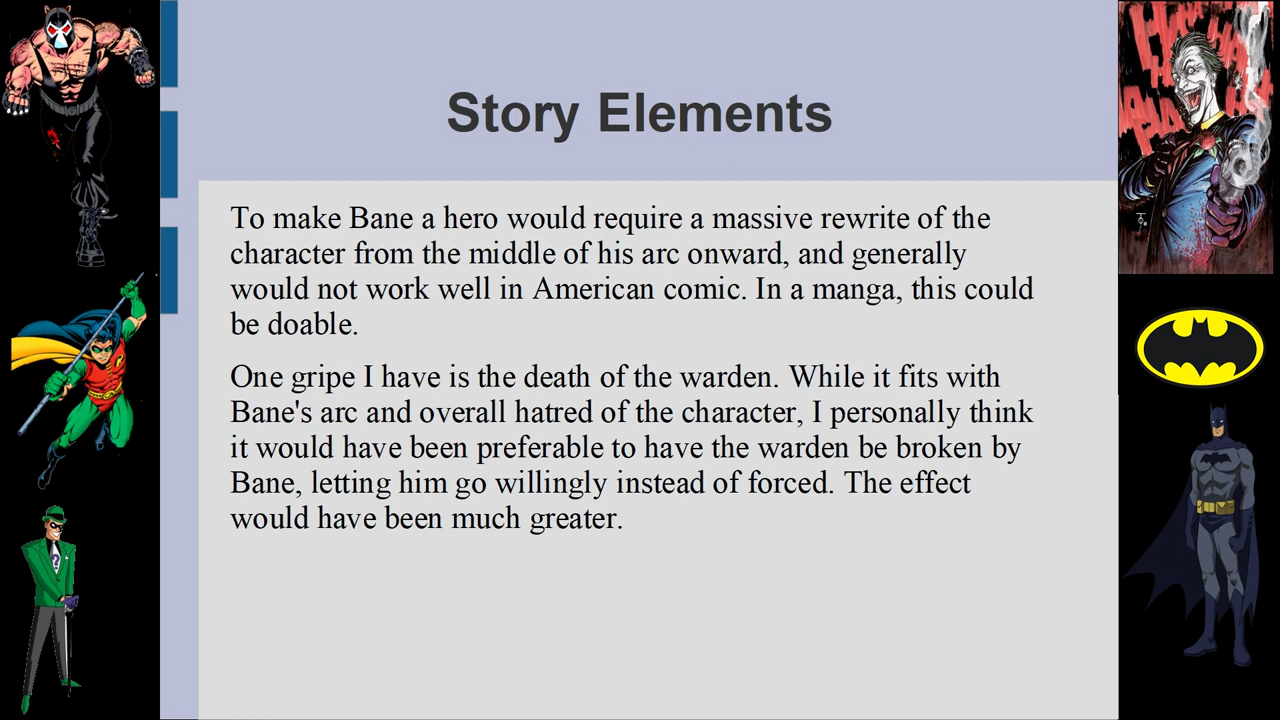 Story Elements
To make Bane a hero would require a massive rewrite of the
character from the middle of his arc onward, and generally
would not work well in American comic. In a manga, this could
be doable.
One gripe I have is the death of the warden. While it fits with
Bane's arc and overall hatred of the character, I personally think
it would have been preferable to have the warden be broken by
Bane, letting him go willingly instead of forced. The effect
would have been much greater.